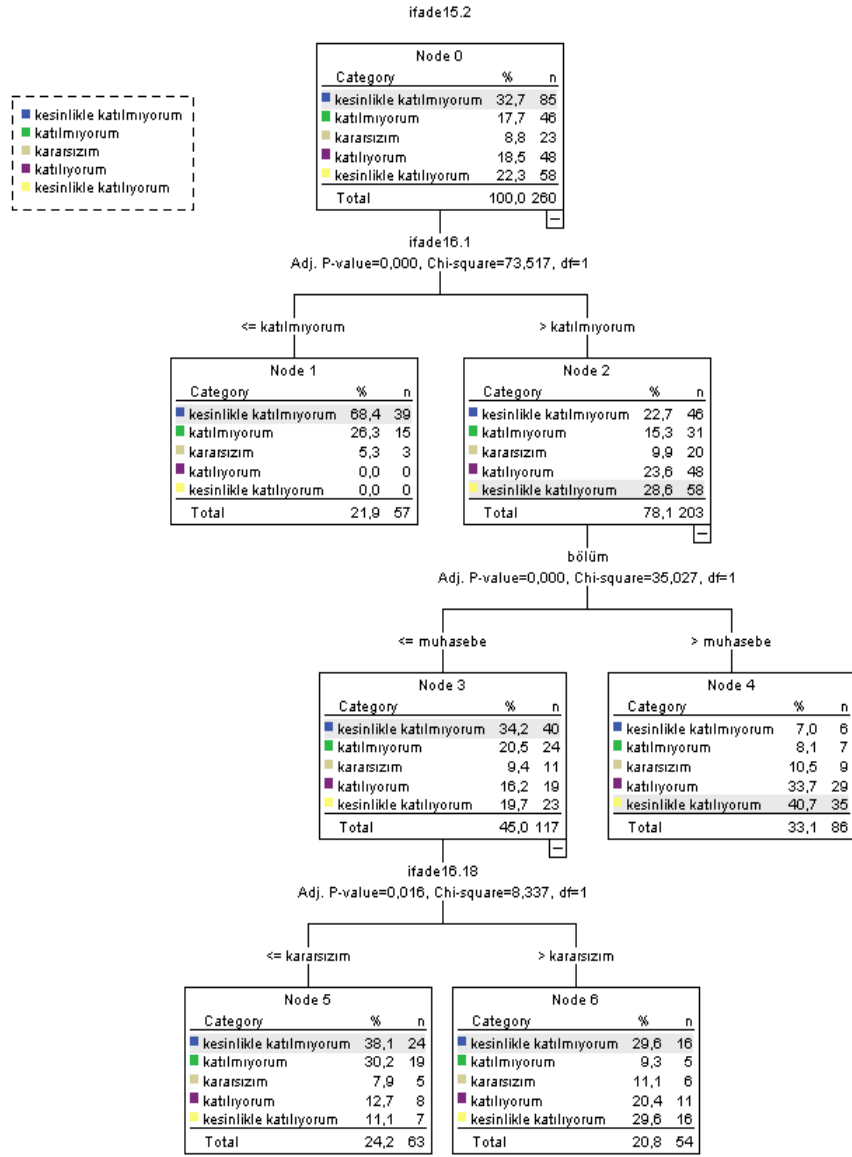 ifade15.2
kesinlikle katılmıyorum
katılmıyorum
kararsızım
katılıyorum
kesinlikle katılıyorum
Node 0
Category % n
kesinlikle katılmıyorum 32,7 85
katılmıyorum 17,7 46
kararsızım 8,8 23
katılıyorum 18,5 48
kesinlikle katılıyorum 22,3 58
Total 100,0 260
ifade16.1
Adj. P-value=0,000, Chi-square=73,517, df=1
<= katılmıyorum
> katılmıyorum
Node 1
Category % n
kesinlikle katılmıyorum 68,4 39
katılmıyorum 26,3 15
kararsızım 5,3 3
katılıyorum 0,0 0
kesinlikle katılıyorum 0,0 0
Total 21,9 57
Node 2
Category % n
kesinlikle katılmıyorum 22,7 46
katılmıyorum 15,3 31
kararsızım 9,9 20
katılıyorum 23,6 48
kesinlikle katılıyorum 28,6 58
Total 78,1 203
bölüm
Adj. P-value=0,000, Chi-square=35,027, df=1
<= muhasebe
> muhasebe
Node 3
Category % n
kesinlikle katılmıyorum 34,2 40
katılmıyorum 20,5 24
kararsızım 9,4 11
katılıyorum 16,2 19
kesinlikle katılıyorum 19,7 23
Total 45,0 117
Node 4
Category % n
kesinlikle katılmıyorum 7,0 6
katılmıyorum 8,1 7
kararsızım 10,5 9
katılıyorum 33,7 29
kesinlikle katılıyorum 40,7 35
Total 33,1 86
ifade16.18
Adj. P-value=0,016, Chi-square=8,337, df=1
<= kararsızım
> kararsızım
Node 5
Category % n
kesinlikle katılmıyorum 38,1 24
katılmıyorum 30,2 19
kararsızım 7,9 5
katılıyorum 12,7 8
kesinlikle katılıyorum 11,1 7
Total 24,2 63
Node 6
Category % n
kesinlikle katılmıyorum 29,6 16
katılmıyorum 9,3 5
kararsızım 11,1 6
katılıyorum 20,4 11
kesinlikle katılıyorum 29,6 16
Total 20,8 54